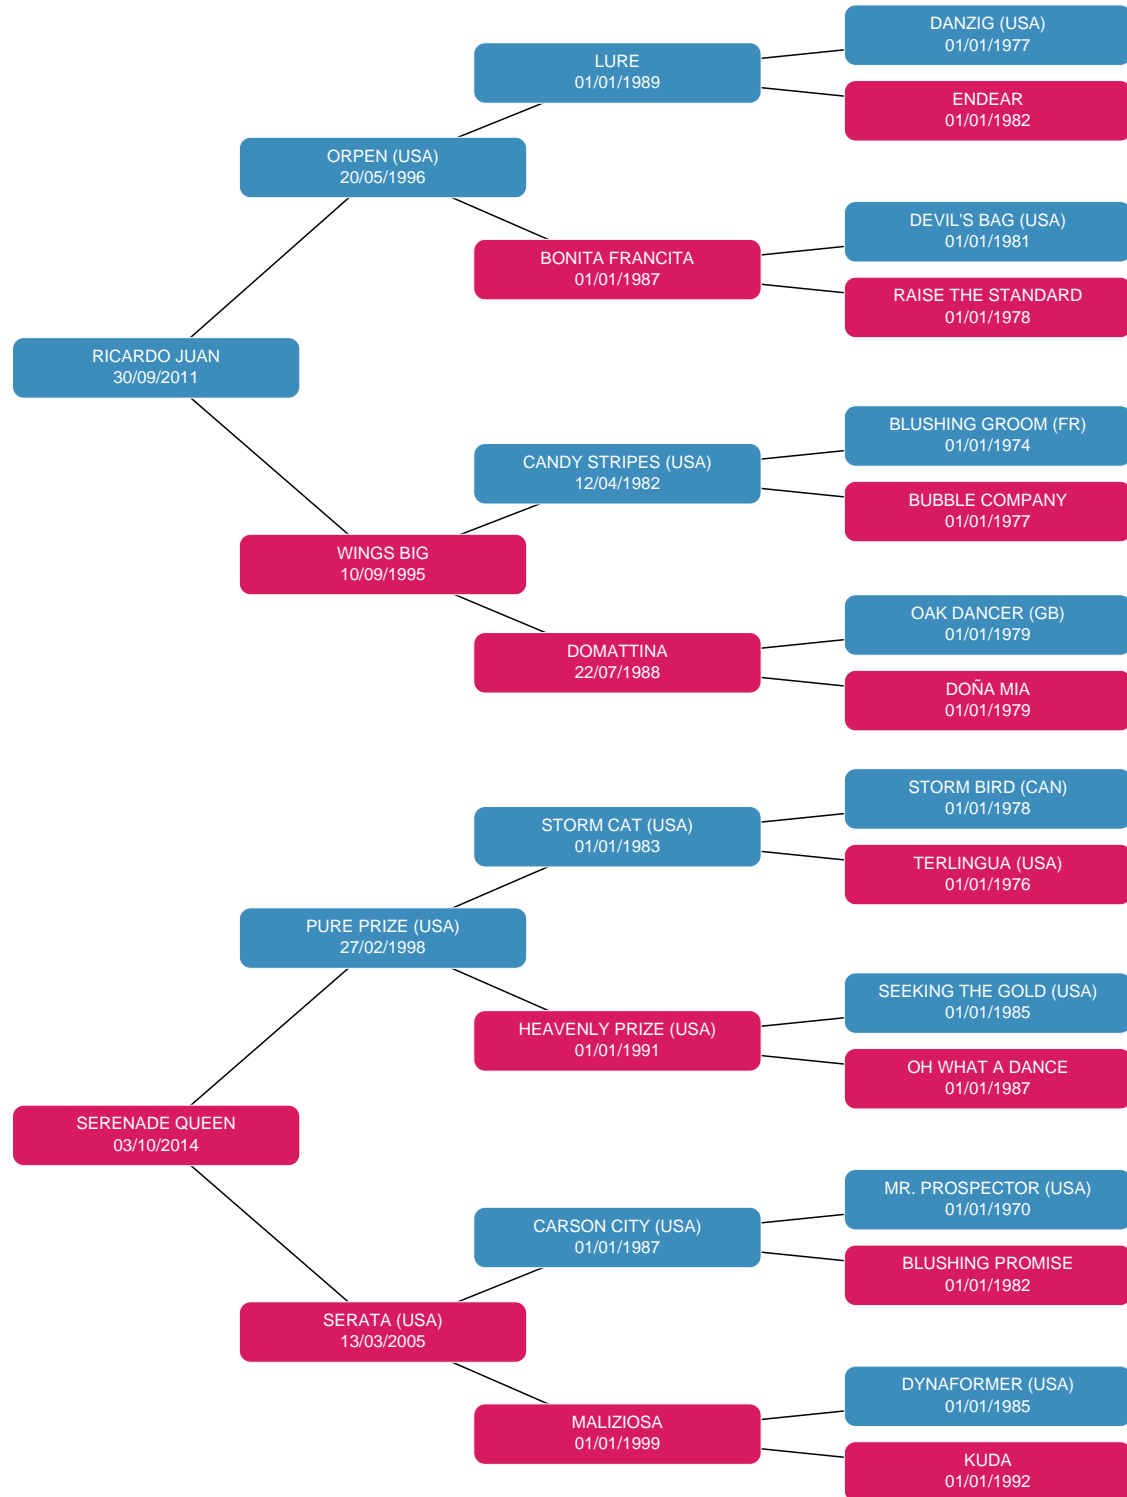 DANZIG (USA)
01/01/1977
LURE
01/01/1989
ENDEAR
01/01/1982
ORPEN (USA)
20/05/1996
DEVIL'S BAG (USA)
01/01/1981
BONITA FRANCITA
01/01/1987
RAISE THE STANDARD
01/01/1978
RICARDO JUAN
30/09/2011
BLUSHING GROOM (FR)
01/01/1974
CANDY STRIPES (USA)
12/04/1982
BUBBLE COMPANY
01/01/1977
WINGS BIG
10/09/1995
OAK DANCER (GB)
01/01/1979
DOMATTINA
22/07/1988
DOÑA MIA
01/01/1979
STORM BIRD (CAN)
01/01/1978
STORM CAT (USA)
01/01/1983
TERLINGUA (USA)
01/01/1976
PURE PRIZE (USA)
27/02/1998
SEEKING THE GOLD (USA)
01/01/1985
HEAVENLY PRIZE (USA)
01/01/1991
OH WHAT A DANCE
01/01/1987
SERENADE QUEEN
03/10/2014
MR. PROSPECTOR (USA)
01/01/1970
CARSON CITY (USA)
01/01/1987
BLUSHING PROMISE
01/01/1982
SERATA (USA)
13/03/2005
DYNAFORMER (USA)
01/01/1985
MALIZIOSA
01/01/1999
KUDA
01/01/1992